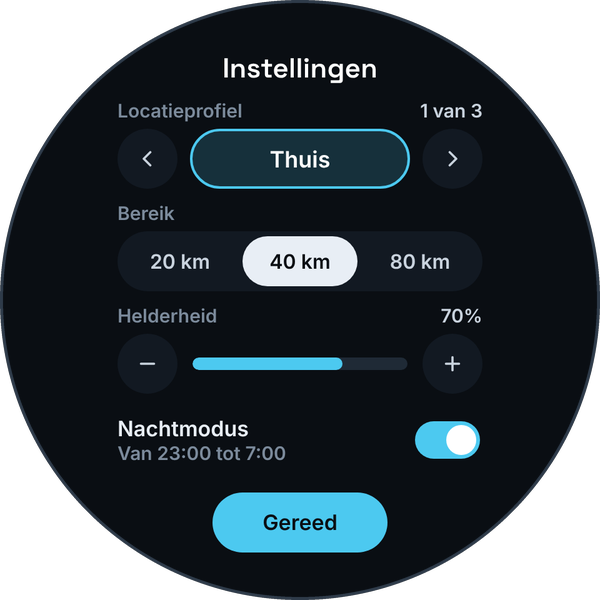 Instellingen
Locatieprofiel 1 van 3
Thuis
Bereik
20 km 40 km 80 km
Helderheid 70%
Nachtmodus
Van 23:00 tot 7:00
Gereed